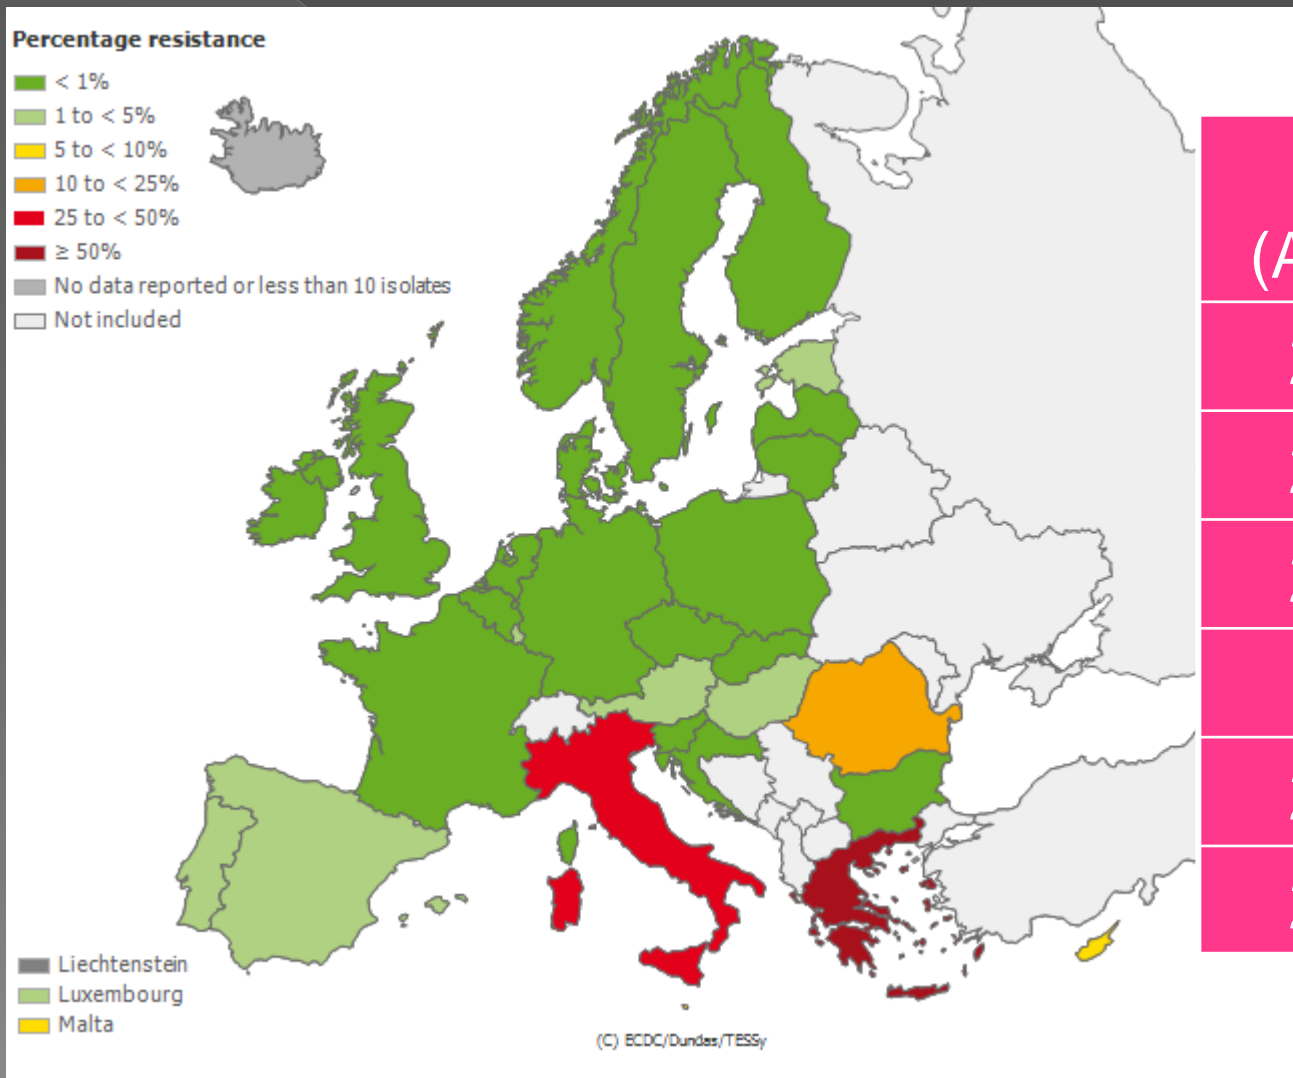 Percentage resistance
< 1%
1 to < 5%
5 to < 10%
10 to < 25%
25 to < 50%
≥ 50%
No data reported or less than 10 isolates
Not included
(A
Liechtenstein
Luxembourg
Malta
(C) ECDC/Dundas/TESSy